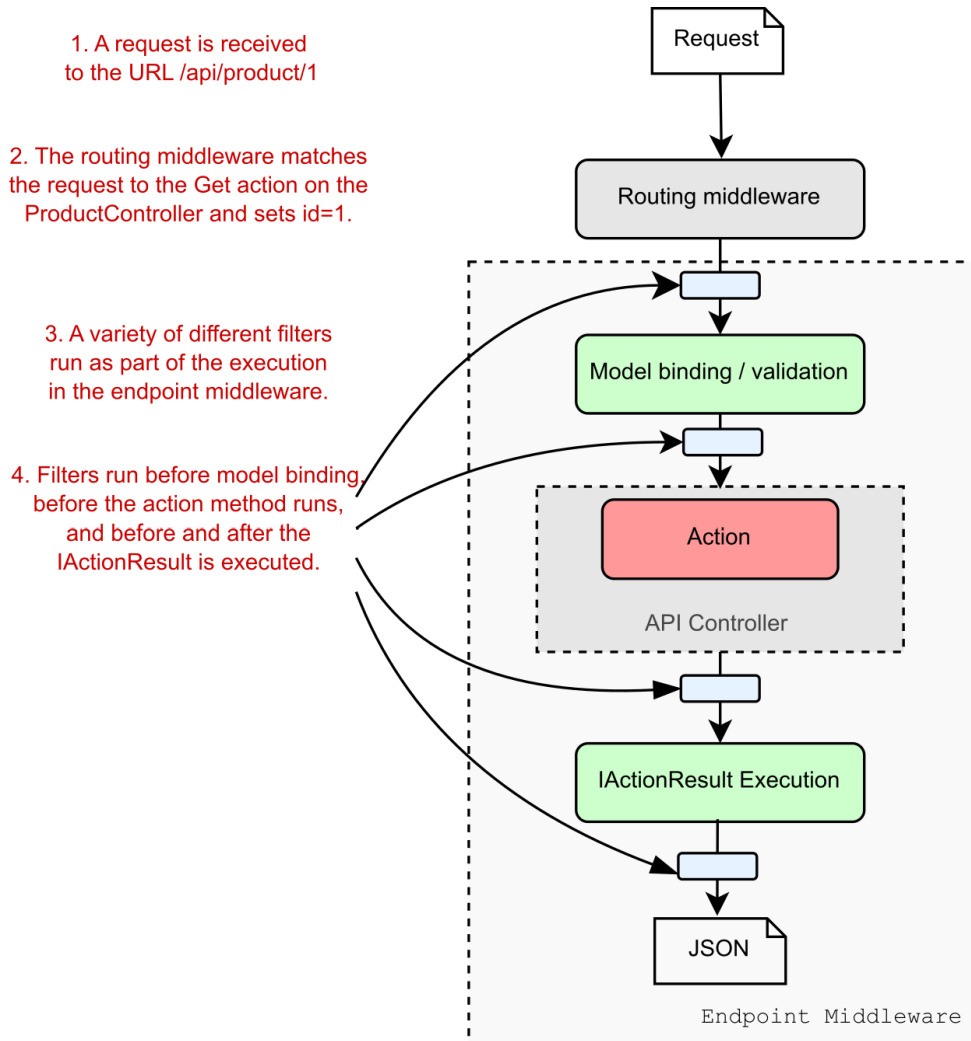 1. A request is received
to the URL /api/product/1
Request
2. The routing middleware matches
the request to the Get action on the
ProductController and sets id=1.
Routing middleware
3. A variety of different filters
run as part of the execution
in the endpoint middleware.
Model binding / validation
4. Filters run before model binding,
before the action method runs,
and before and after the
IActionResult is executed.
Action
API Controller
IActionResult Execution
JSON
Endpoint Middleware